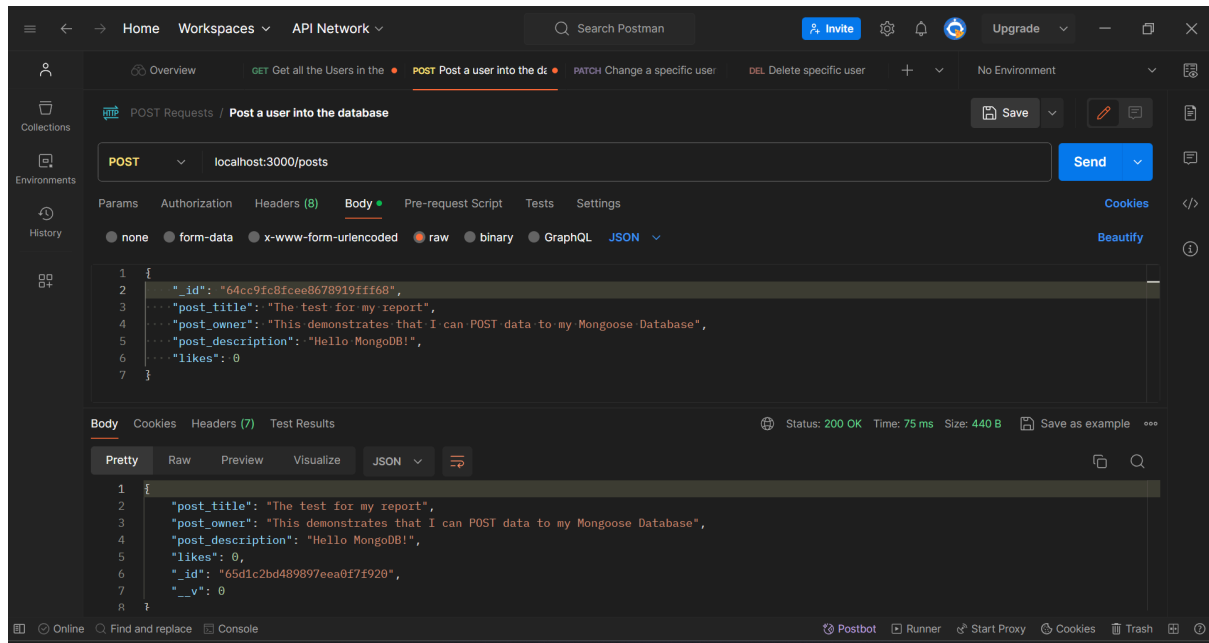 Home Workspaces API Network Search Postman Invite Upgrade
Overview GET Get all the Users in the POST Post a user into the da PATCH Change a specific user DEL Delete specific user No Environment
HTTP POST Requests / Post a user into the database Save
Collections
POST localhost:3000/posts Send
Environments
Params Authorization Headers (8) Body Pre-request Script Tests Settings Cookies
History
none form-data x-www-form-urlencoded raw binary GraphQL JSON Beautify
1 {
2 "_id": "64cc9fc8fcee8678919fff68",
3 "post_title": "The test for my report",
4 "post_owner": "This demonstrates that I can POST data to my Mongoose Database",
5 "post_description": "Hello MongoDB!",
6 "likes": 0
7 }
Body Cookies Headers (7) Test Results Status: 200 OK Time: 75 ms Size: 440 B Save as example
Pretty Raw Preview Visualize JSON
1 {
2 "post_title": "The test for my report",
3 "post_owner": "This demonstrates that I can POST data to my Mongoose Database",
4 "post_description": "Hello MongoDB!",
5 "likes": 0,
6 "_id": "65d1c2bd489897eea0f7f920",
7 "__v": 0
8 }
Online Find and replace Console Postbot Runner Start Proxy Cookies Trash